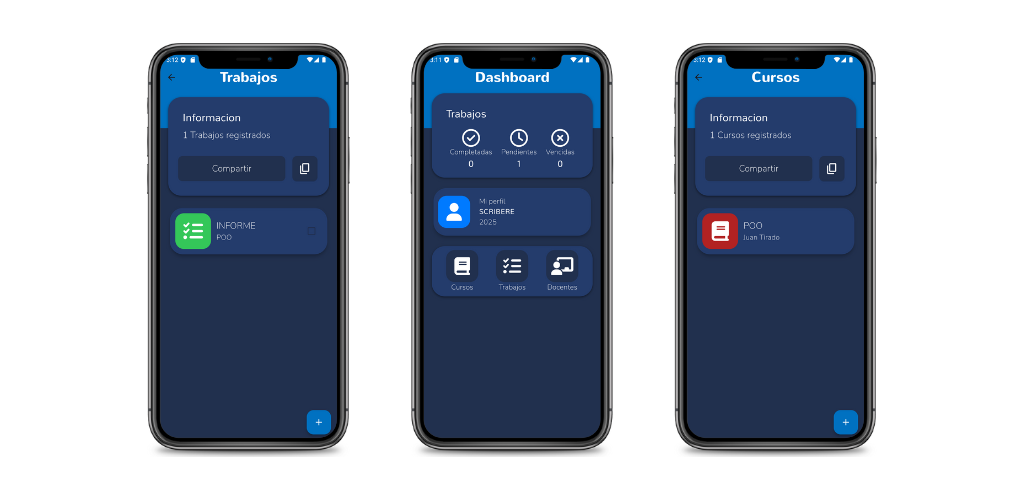 3:12
Trabajos
Informacion
1 Trabajos registrados
Compartir
INFORME
POO
3:11
Dashboard
Trabajos
Completadas Pendientes Vencidas
0 1 0
Mi perfil
SCRIBERE
2025
Cursos Trabajos Docentes
3:12
Cursos
Informacion
1 Cursos registrados
Compartir
POO
Juan Tirado